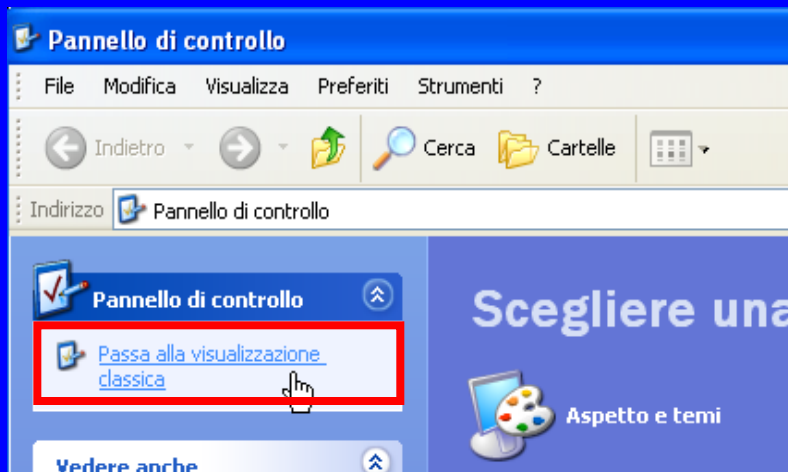 Pannello di controllo
File Modifica Visualizza Preferiti Strumenti ?
Indietro Cerca Cartelle
Indirizzo Pannello di controllo
Pannello di controllo
Passa alla visualizzazione
classica
Vedere anche
Scegliere una
Aspetto e temi